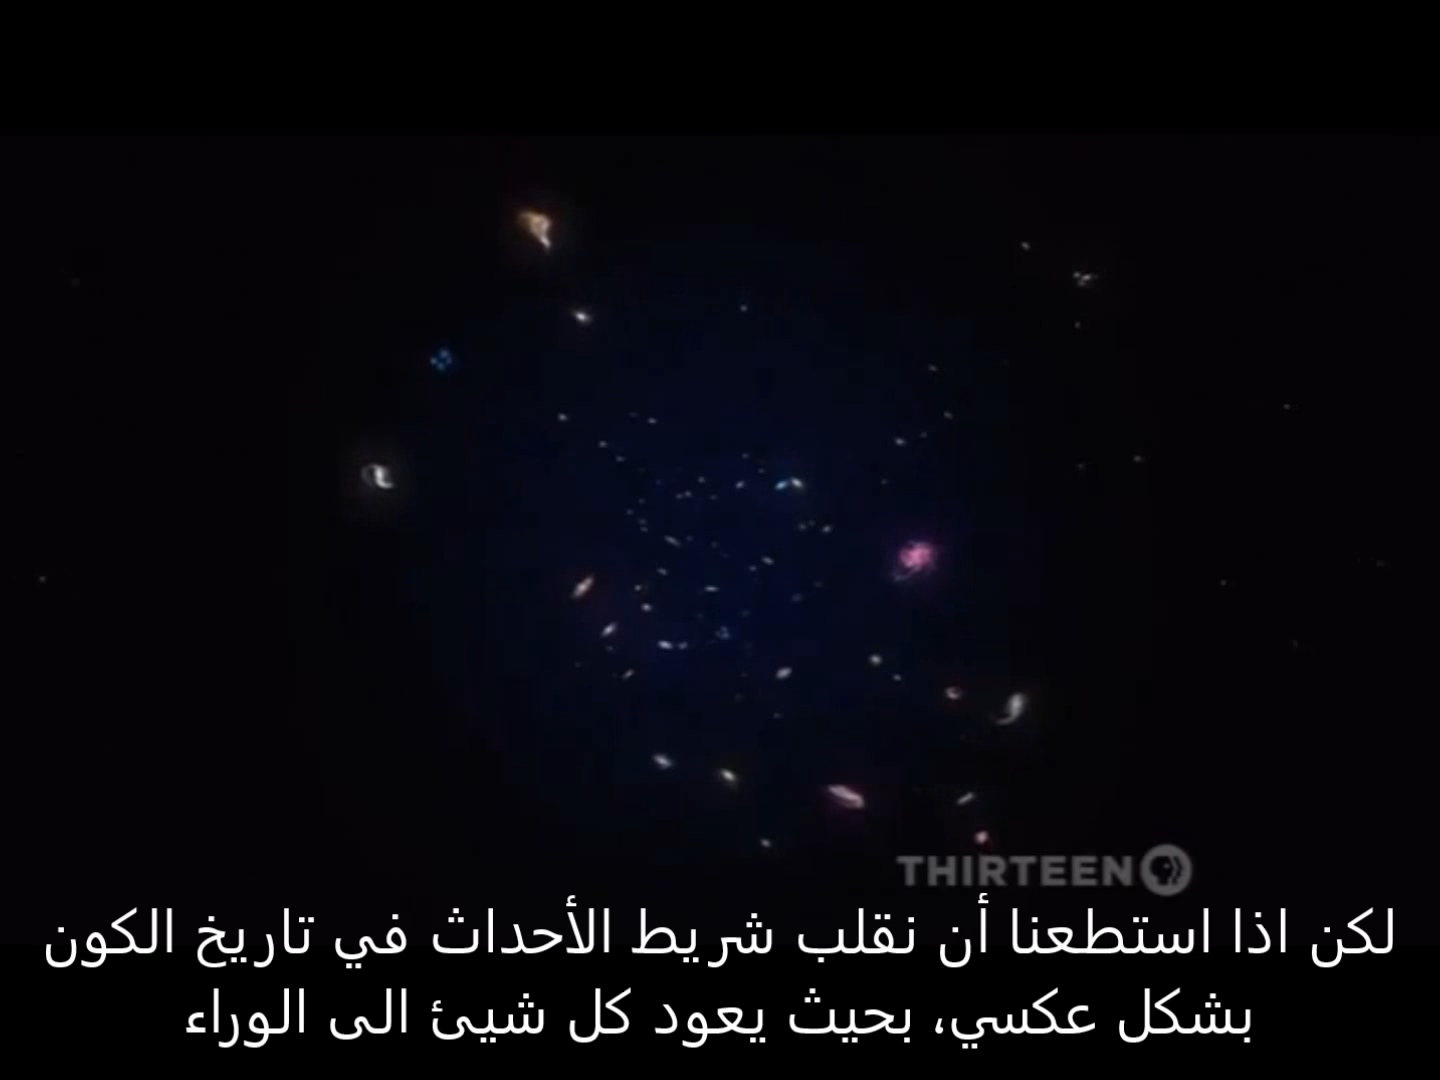 THIRTEEN
لكن اذا استطعنا أن نقلب شريط الأحداث في تاريخ الكون
بشكل عكسي، بحيث يعود كل شيئ الى الوراء